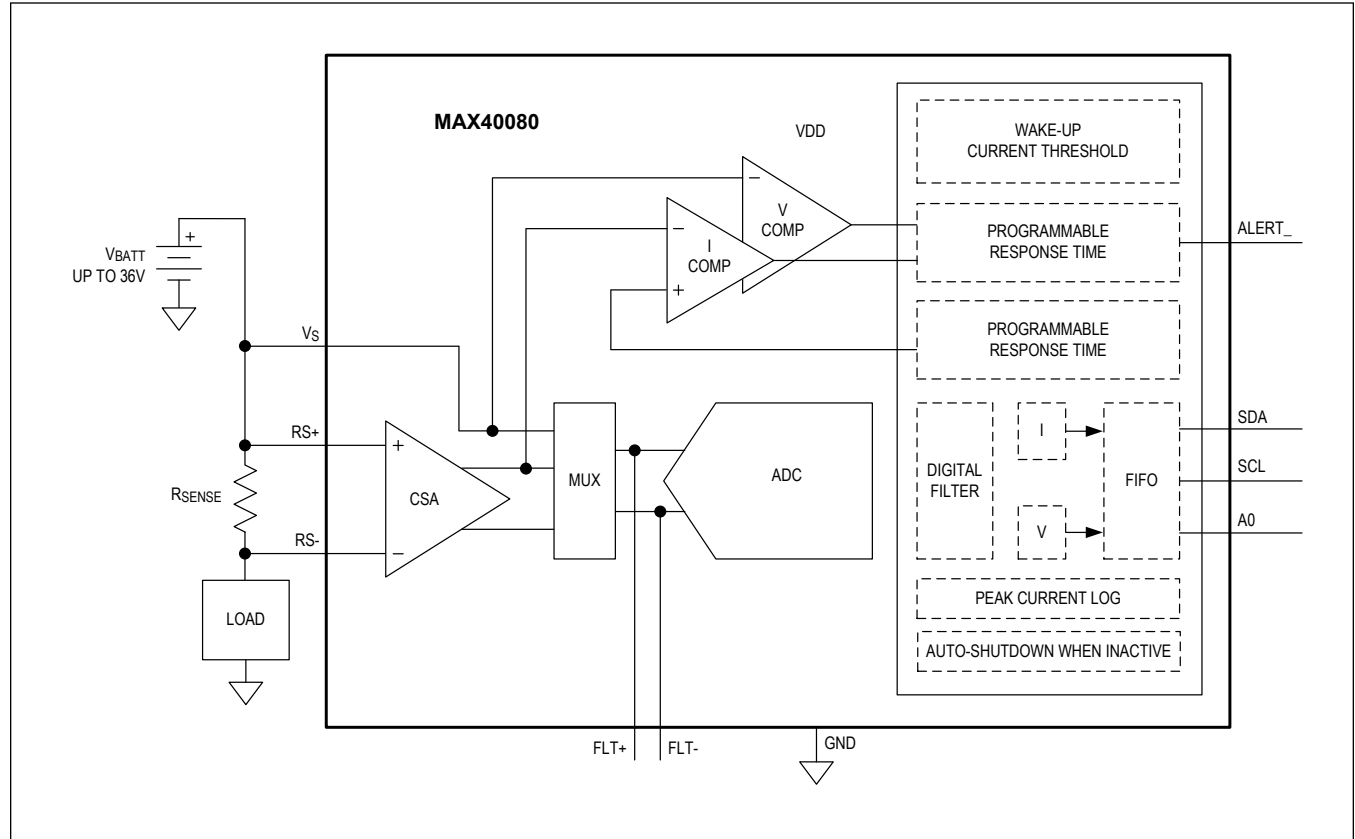 MAX40080
VDD
WAKE-UP
CURRENT THRESHOLD
−
V
COMP
−
I
COMP
+
PROGRAMMABLE
RESPONSE TIME
ALERT_
+
VBATT
UP TO 36V
PROGRAMMABLE
RESPONSE TIME
VS
RS+
+
CSA
−
RS-
RSENSE
LOAD
MUX
ADC
DIGITAL
FILTER
I
V
FIFO
SDA
SCL
A0
PEAK CURRENT LOG
AUTO-SHUTDOWN WHEN INACTIVE
FLT+
FLT-
GND